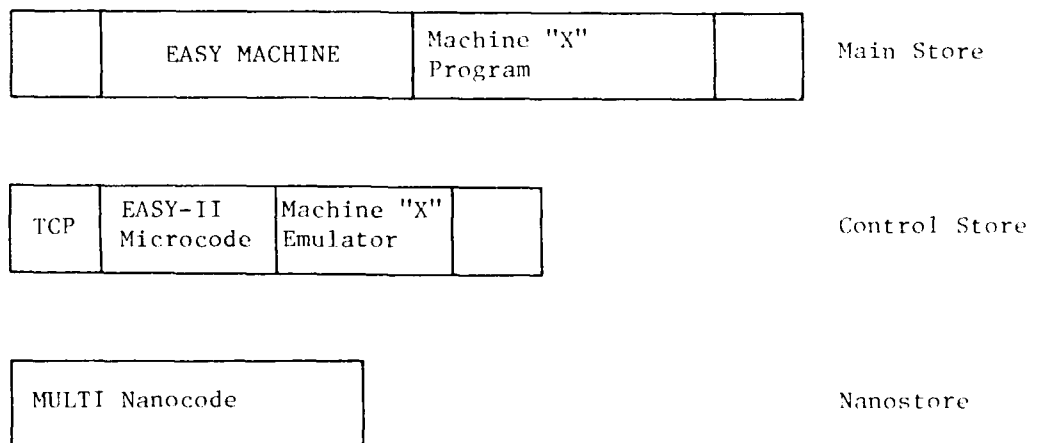 EASY MACHINE
Machine "X"
Program
Main Store
TCP
EASY-II
Microcode
Machine "X"
Emulator
Control Store
MULTI Nanocode
Nanostore